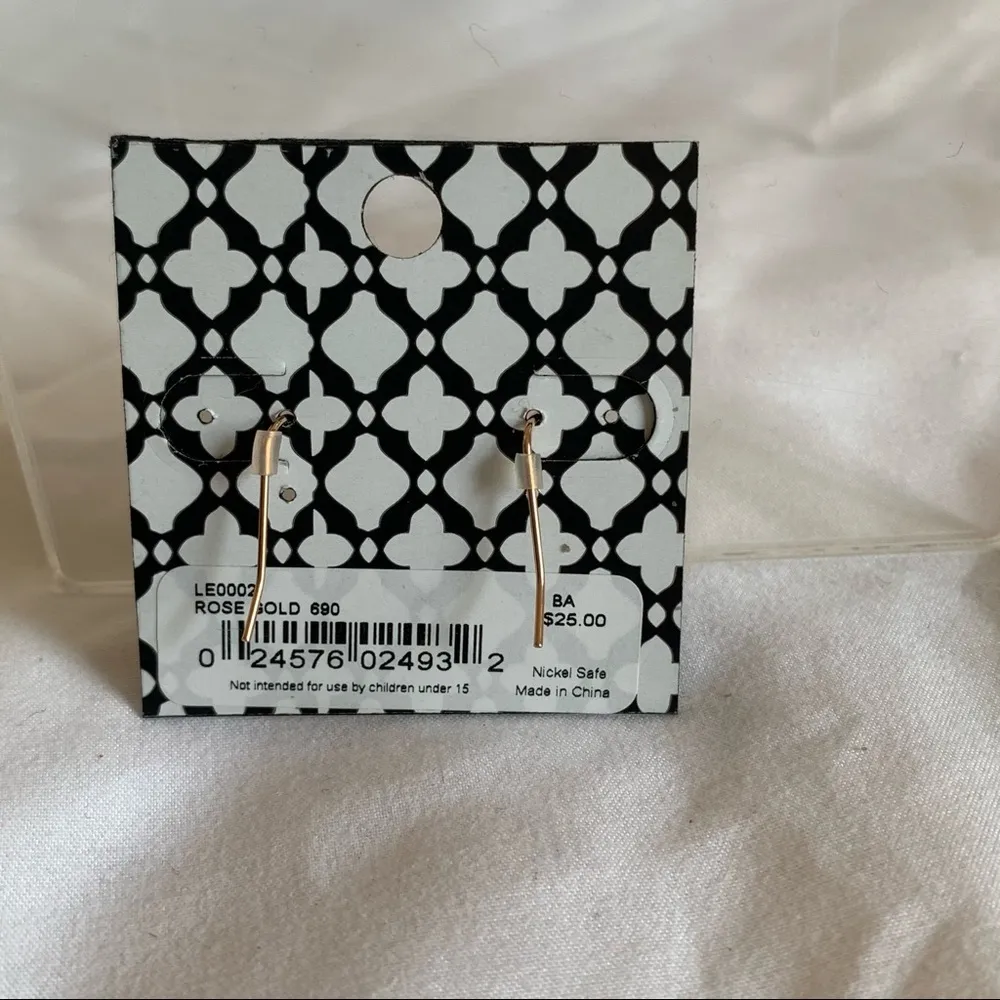 LE0002
ROSE GOLD 690
BA
$25.00
0 24576 02493 2
Not intended for use by children under 15
Nickel Safe
Made in China